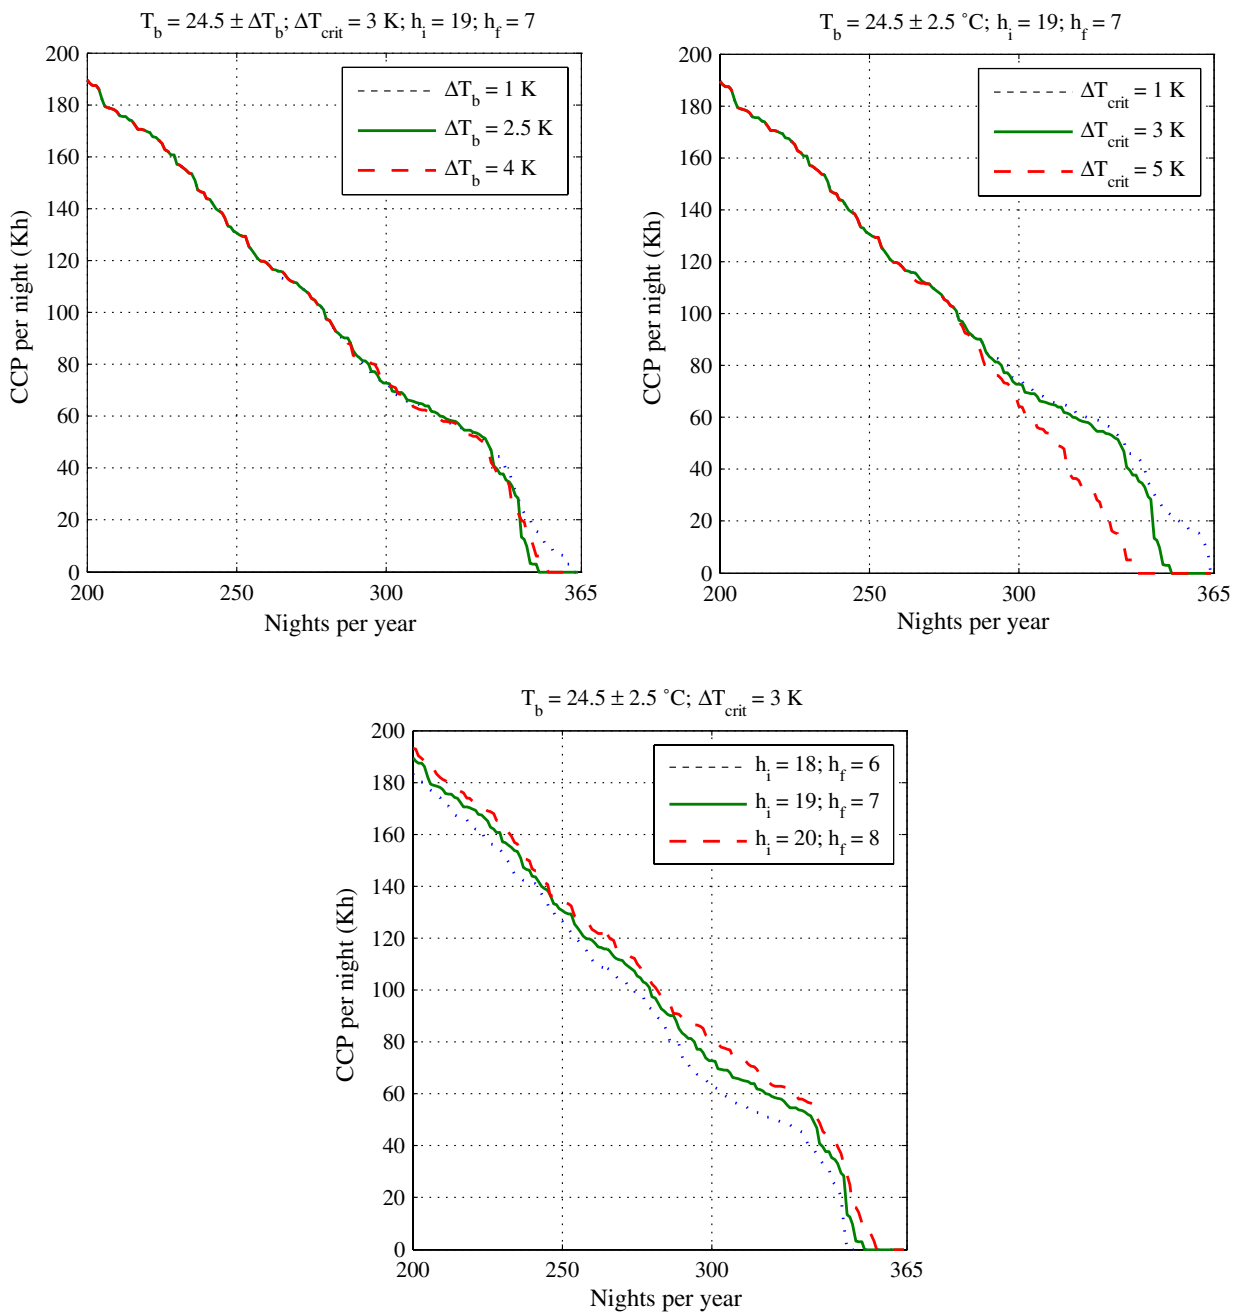 T_b = 24.5 ± ΔT_b; ΔT_crit = 3 K; h_i = 19; h_f = 7
200
180
160
140
120
100
80
60
40
20
0
CCP per night (Kh)
ΔT_b = 1 K
ΔT_b = 2.5 K
ΔT_b = 4 K
200 250 300 365
Nights per year
T_b = 24.5 ± 2.5 °C; h_i = 19; h_f = 7
200
180
160
140
120
100
80
60
40
20
0
CCP per night (Kh)
ΔT_crit = 1 K
ΔT_crit = 3 K
ΔT_crit = 5 K
200 250 300 365
Nights per year
T_b = 24.5 ± 2.5 °C; ΔT_crit = 3 K
200
180
160
140
120
100
80
60
40
20
0
CCP per night (Kh)
h_i = 18; h_f = 6
h_i = 19; h_f = 7
h_i = 20; h_f = 8
200 250 300 365
Nights per year